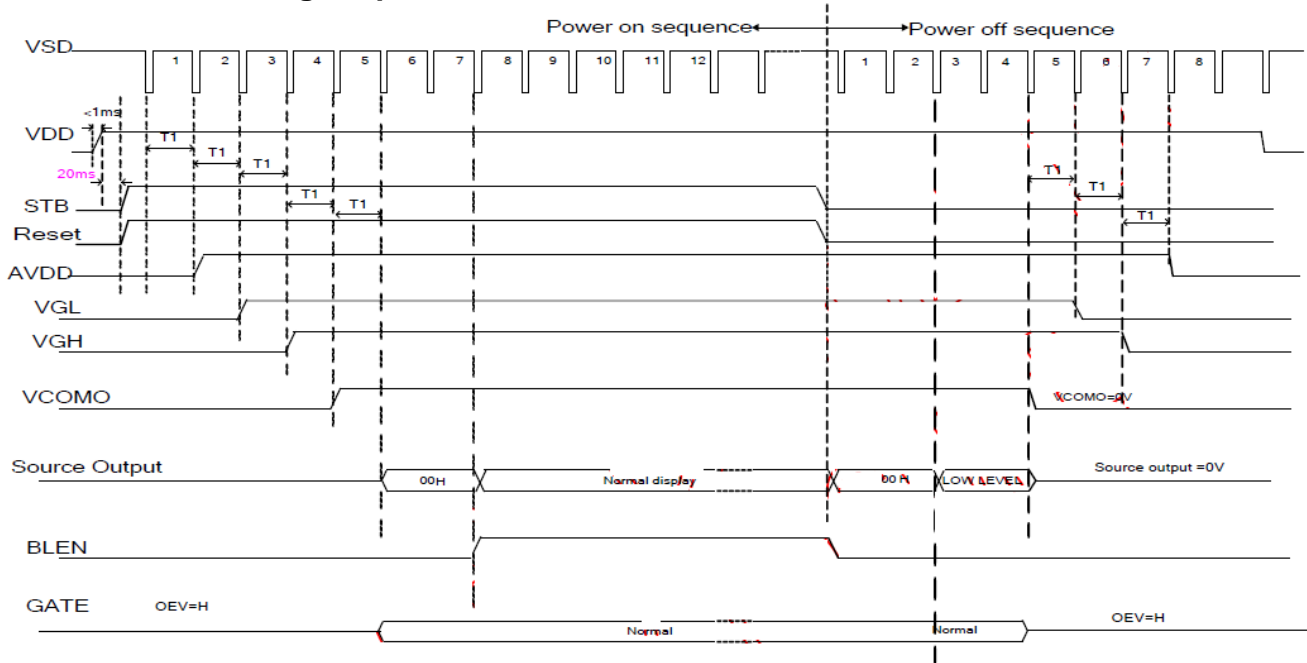 Power on sequence
Power off sequence
VSD
1 2 3 4 5 6 7 8 9 10 11 12 1 2 3 4 5 6 7 8
<1ms
VDD
T1
T1
T1
T1
T1
20ms
T1
T1
T1
STB
Reset
AVDD
VGL
VGH
VCOMO
VCOMO=0V
Source Output
00H
Normal display
00H
LOW LEVEL
Source output =0V
BLEN
GATE
OEV=H
Normal
Normal
OEV=H